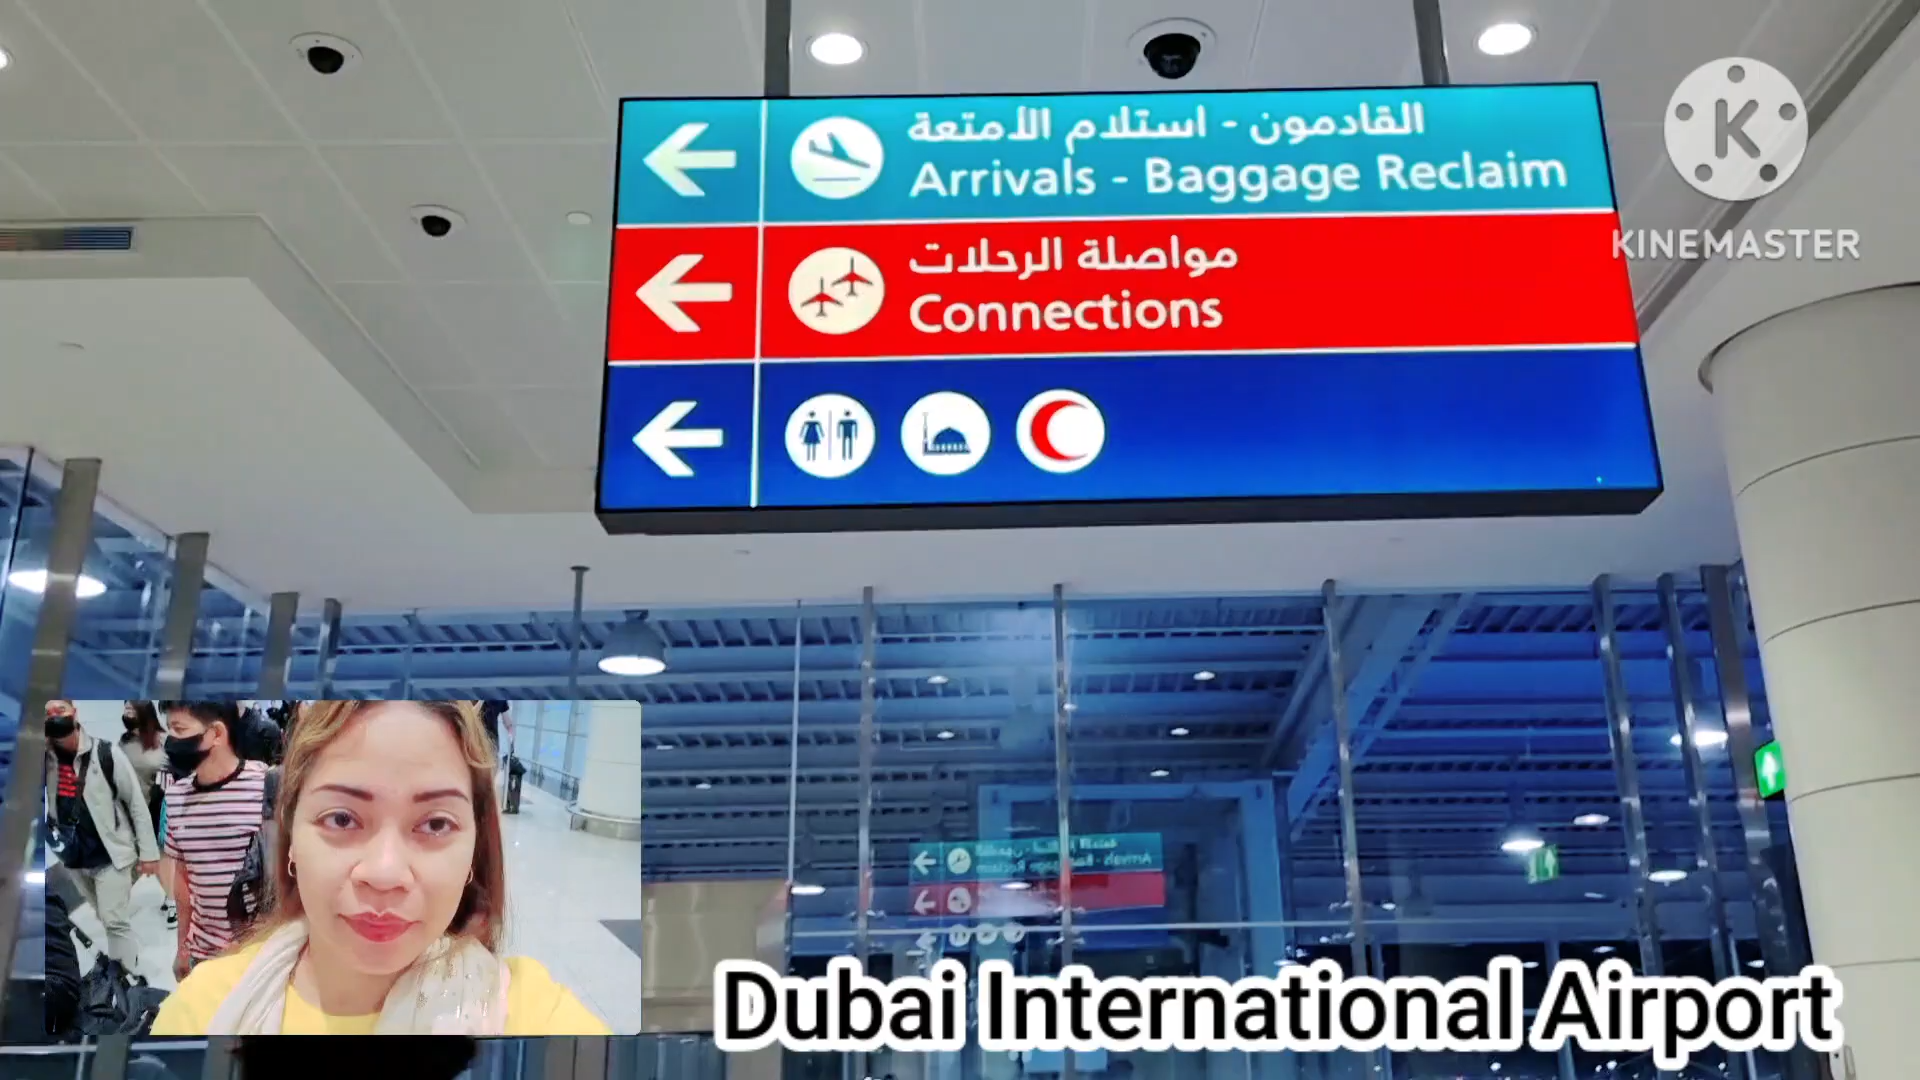 القادمون - استلام الأمتعة
Arrivals - Baggage Reclaim
مواصلة الرحلات
Connections
K
KINEMASTER
Dubai International Airport